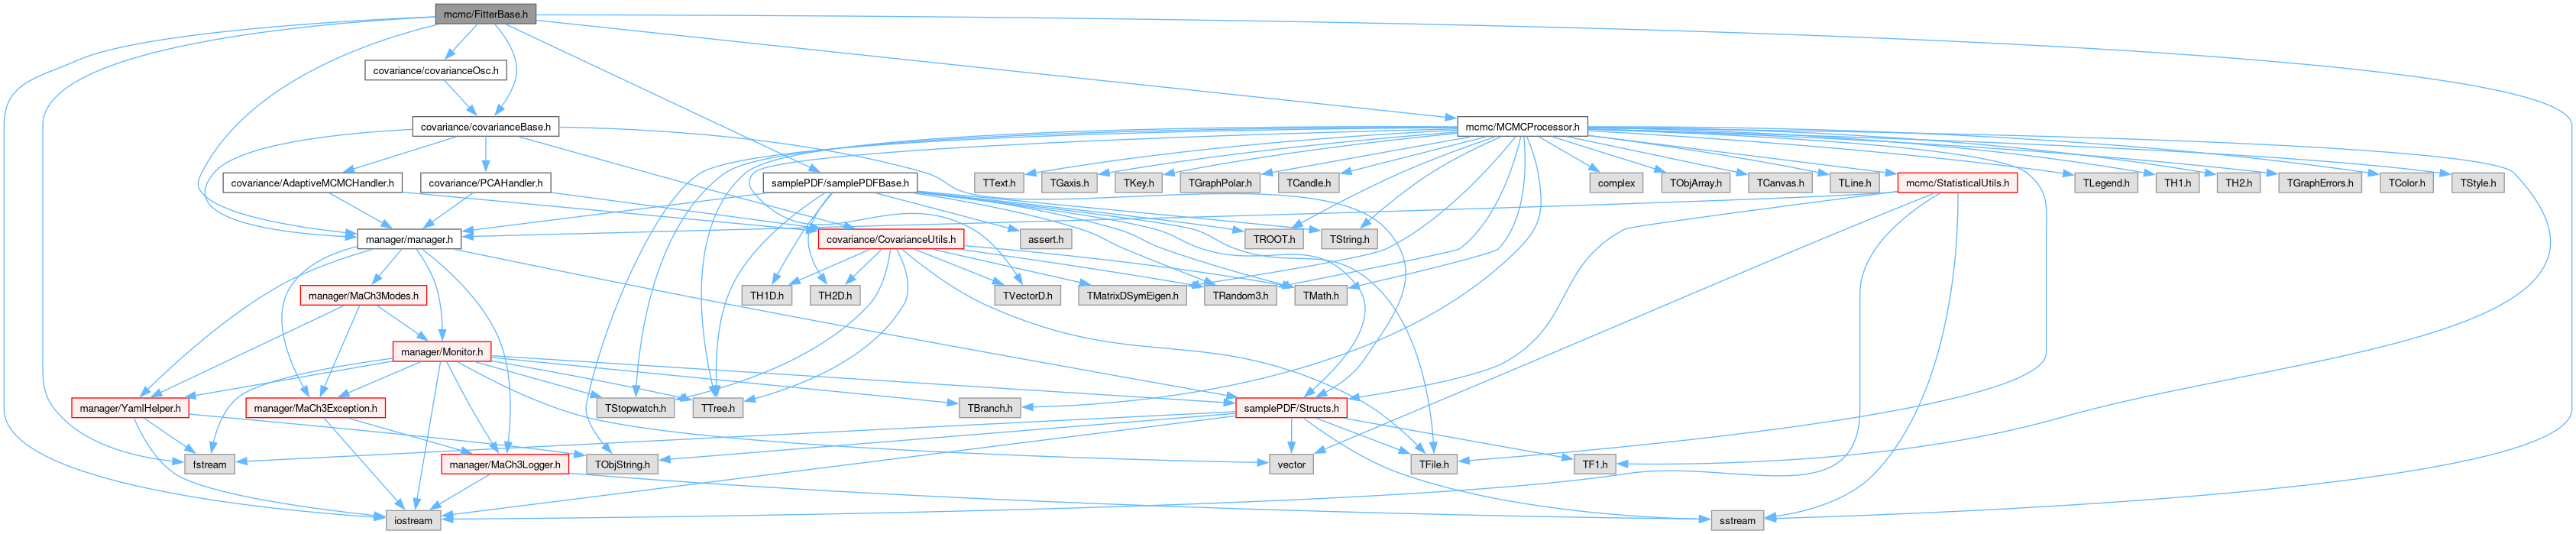 mcmc/FitterBase.h
covariance/covarianceOsc.h
covariance/covarianceBase.h
mcmc/MCMCProcessor.h
covariance/AdaptiveMCMCHandler.h
covariance/PCAHandler.h
samplePDF/samplePDFBase.h
TText.h
TGaxis.h
TKey.h
TGraphPolar.h
TCandle.h
complex
TObjArray.h
TCanvas.h
TLine.h
mcmc/StatisticalUtils.h
TLegend.h
TH1.h
TH2.h
TGraphErrors.h
TColor.h
TStyle.h
manager/manager.h
covariance/CovarianceUtils.h
assert.h
TROOT.h
TString.h
manager/MaCh3Modes.h
TH1D.h
TH2D.h
TVectorD.h
TMatrixDSymEigen.h
TRandom3.h
TMath.h
manager/Monitor.h
manager/YamlHelper.h
manager/MaCh3Exception.h
TStopwatch.h
TTree.h
TBranch.h
samplePDF/Structs.h
fstream
manager/MaCh3Logger.h
TObjString.h
vector
TFile.h
TF1.h
iostream
sstream